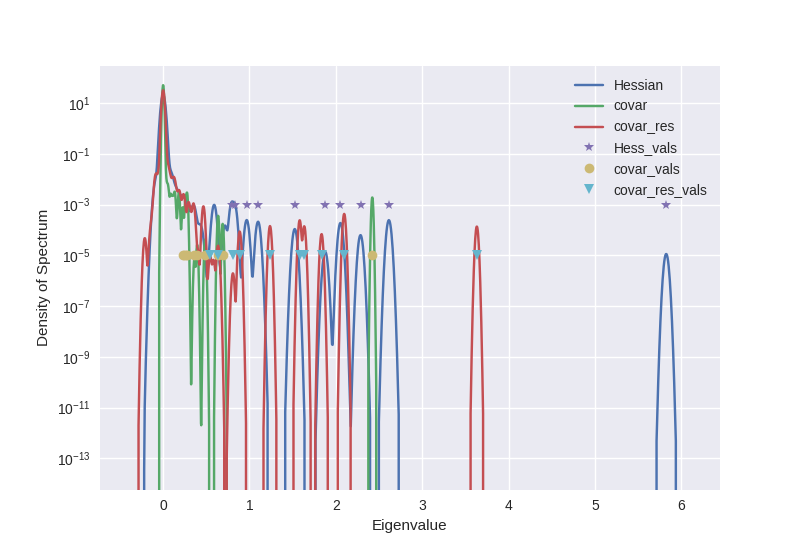 Hessian
covar
covar_res
Hess_vals
covar_vals
covar_res_vals
Density of Spectrum
10^1
10^-1
10^-3
10^-5
10^-7
10^-9
10^-11
10^-13
0 1 2 3 4 5 6
Eigenvalue